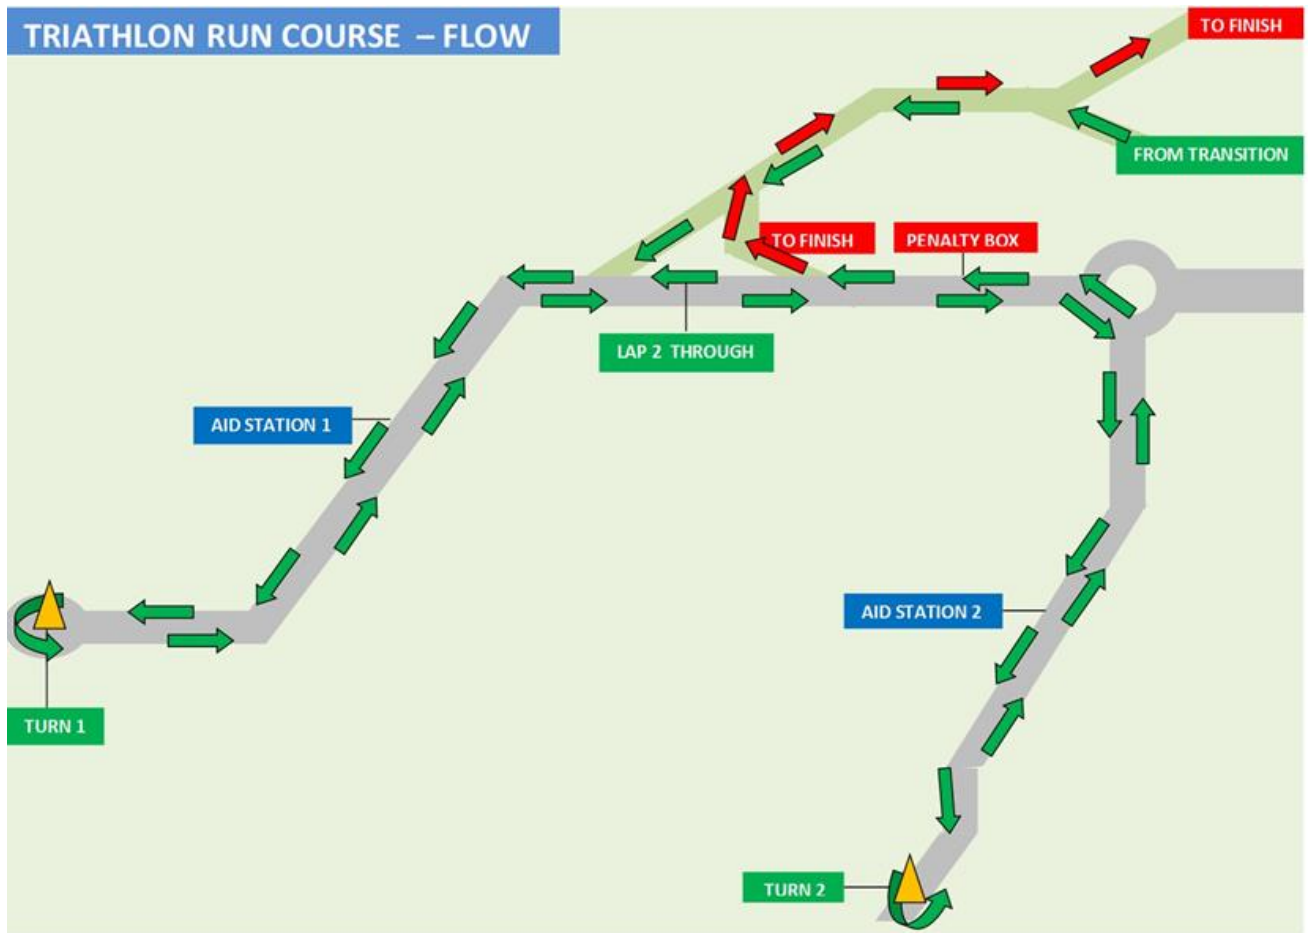 TRIATHLON RUN COURSE – FLOW
TO FINISH
FROM TRANSITION
TO FINISH
PENALTY BOX
LAP 2 THROUGH
AID STATION 1
AID STATION 2
TURN 1
TURN 2